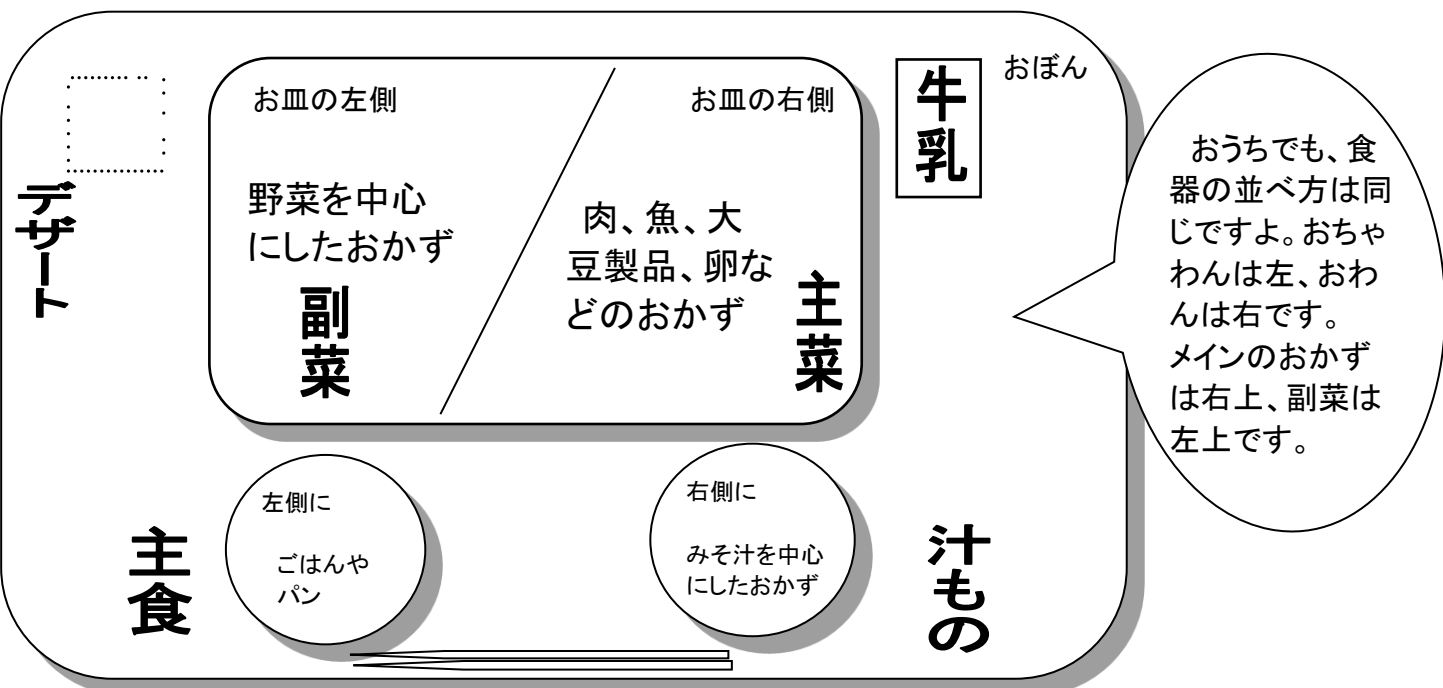 おぼん
お皿の左側
お皿の右側
牛乳
野菜を中心
にしたおかず
副菜
肉、魚、大
豆製品、卵な
どのおかず
主菜
デザート
おうちでも、食
器の並べ方は同
じですよ。おちゃ
わんは左、おわ
んは右です。
メインのおかず
は右上、副菜は
左上です。
主食
左側に
ごはんや
パン
右側に
みそ汁を中心
にしたおかず
汁もの